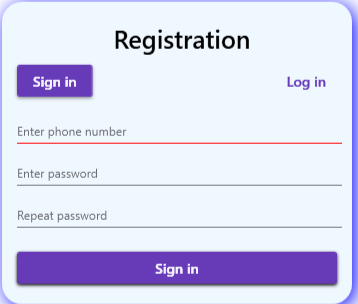 Registration
Sign in
Log in
Enter phone number
Enter password
Repeat password
Sign in